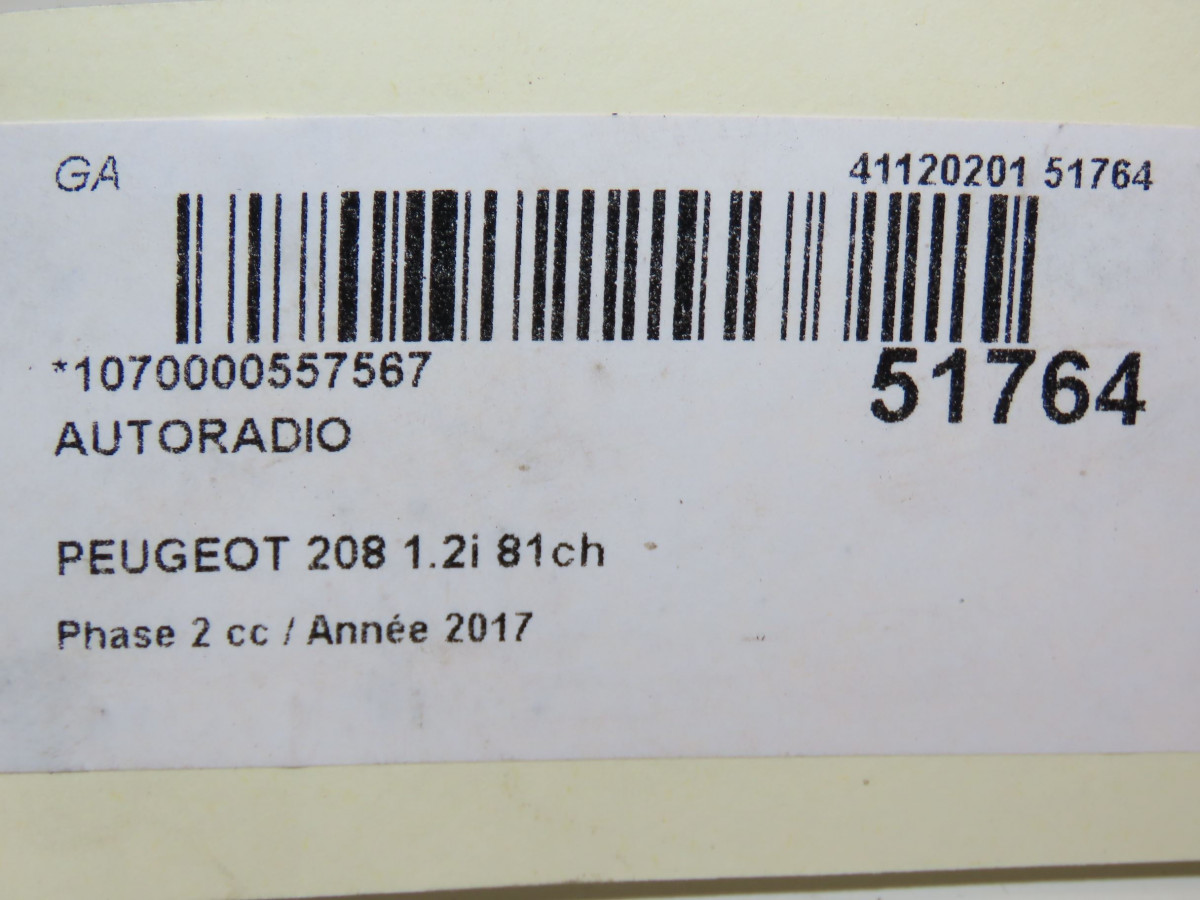 GA
41120201 51764
*1070000557567
51764
AUTORADIO
PEUGEOT 208 1.2i 81ch
Phase 2 cc / Année 2017